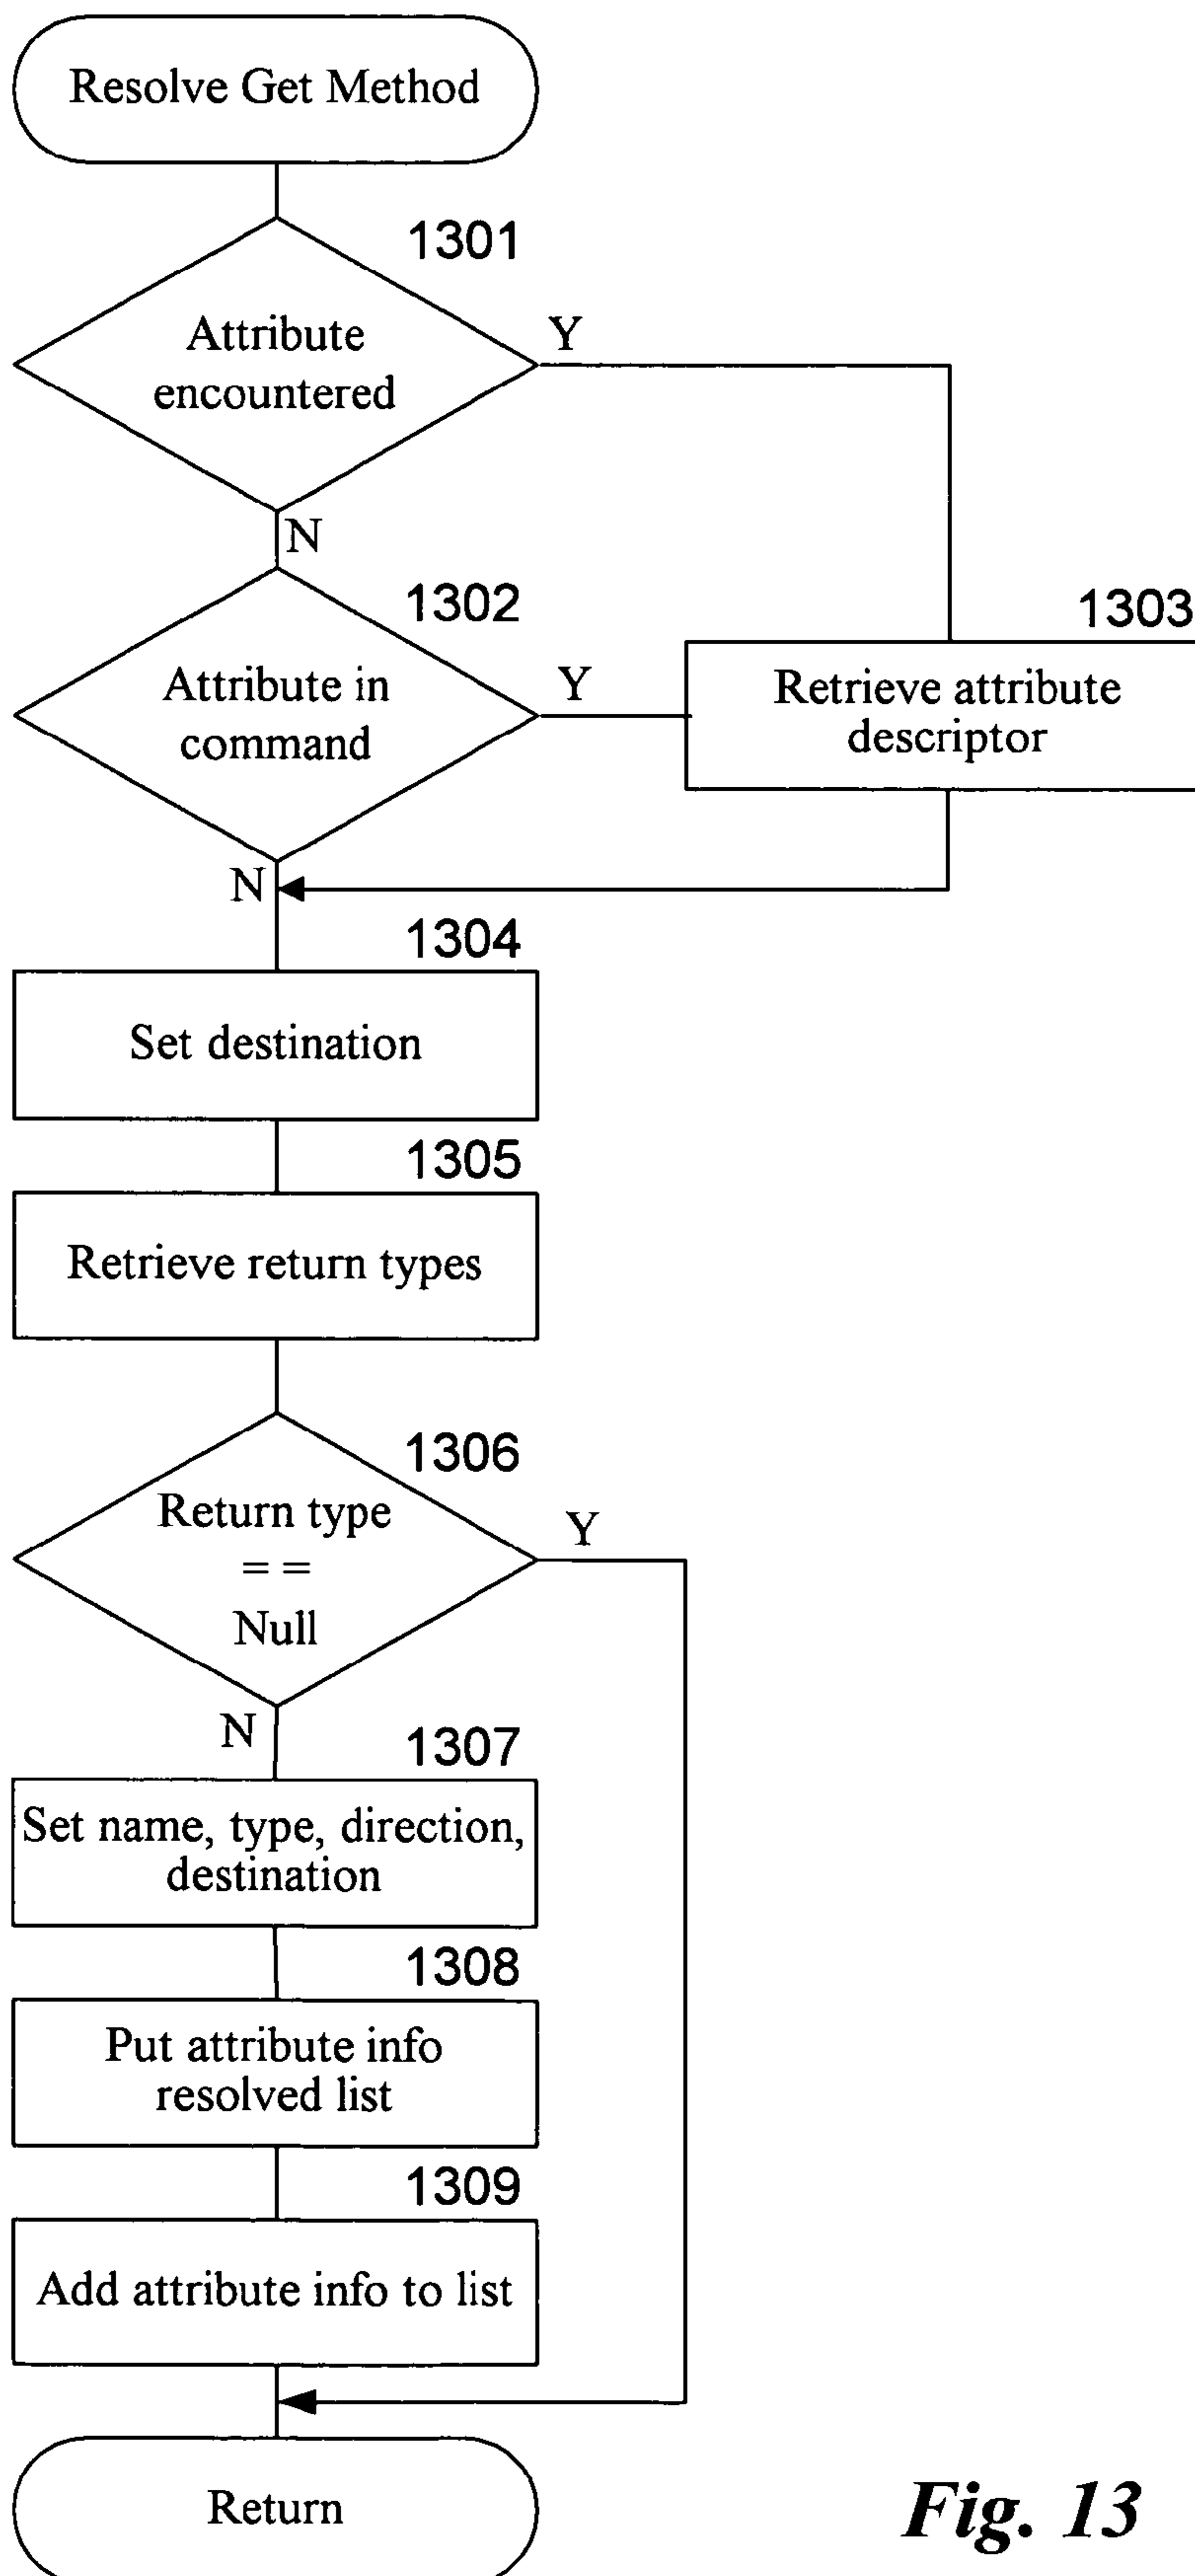 Resolve Get Method
1301
Attribute
encountered
Y
N
1302
Attribute in
command
Y
1303
Retrieve attribute
descriptor
N
1304
Set destination
1305
Retrieve return types
1306
Return type
= =
Null
Y
N
1307
Set name, type, direction,
destination
1308
Put attribute info
resolved list
1309
Add attribute info to list
Return
Fig. 13